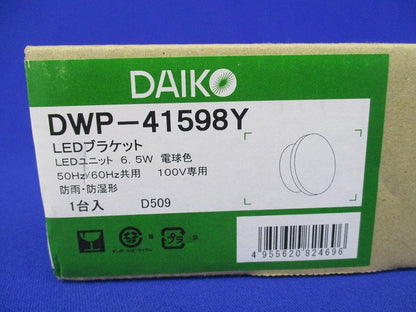 DAIKO
DWP-41598Y
LEDブラケット
LEDユニット 6.5W 電球色
50Hz/60Hz共用 100V専用
防雨・防湿形
1台入 D509
プラ
4 955620 824696